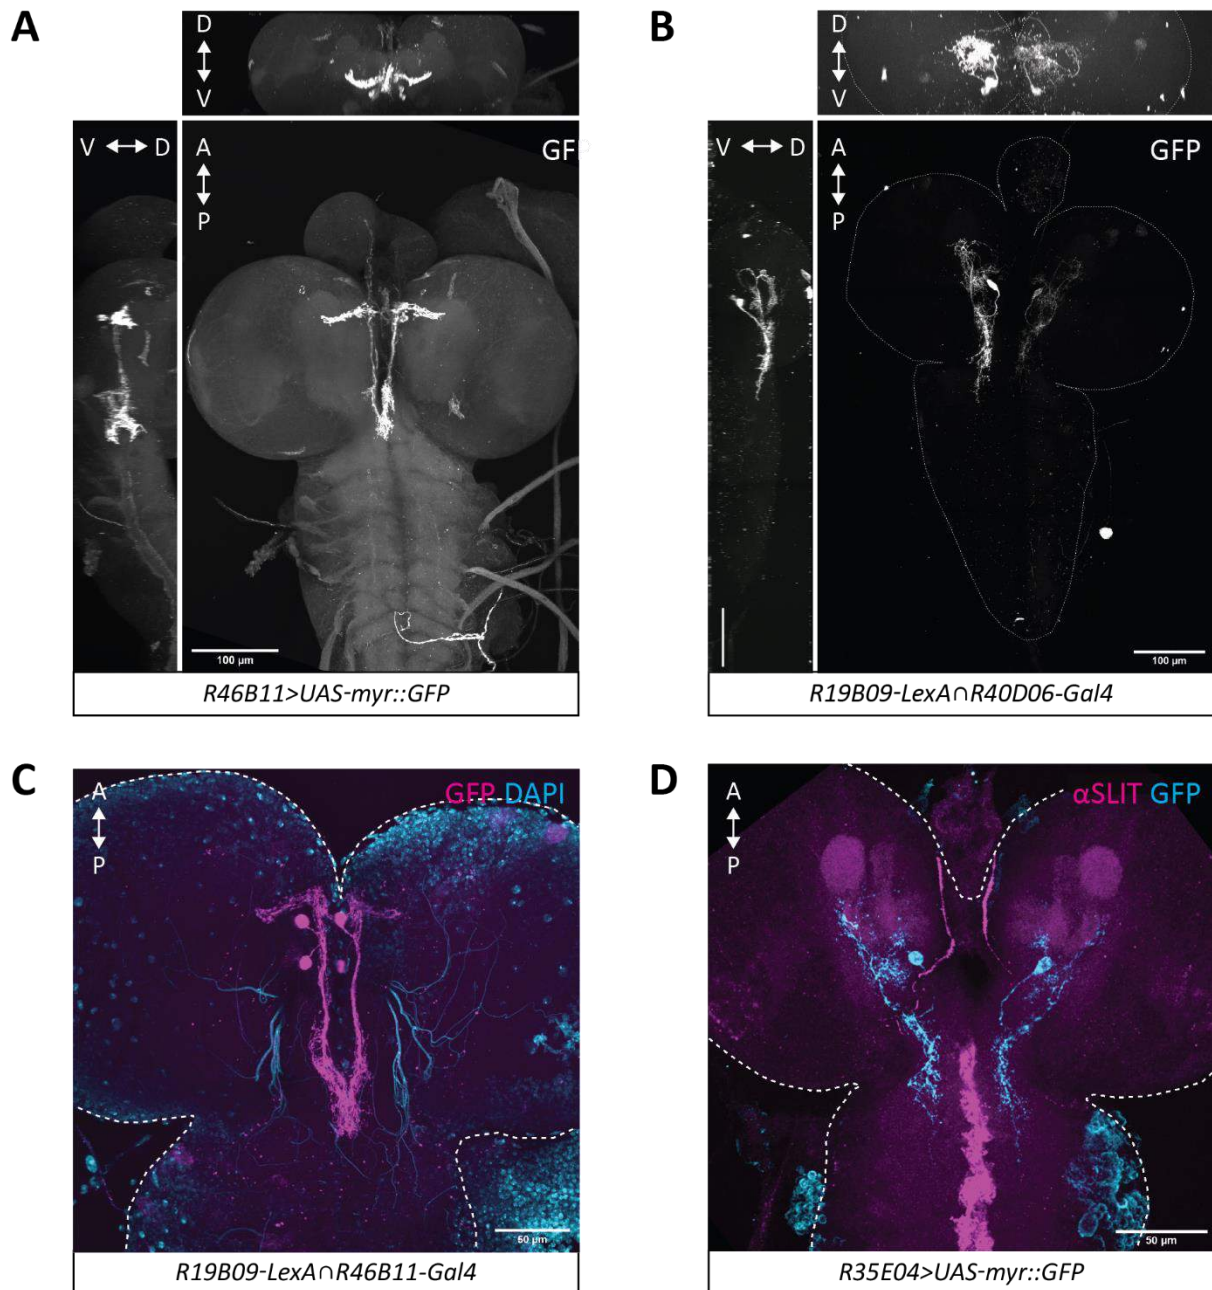 A
D
V
V D
A
P
GFP
100 µm
R46B11>UAS-myr::GFP
B
D
V
V D
A
P
GFP
100 µm
R19B09-LexA∩R40D06-Gal4
C
A
P
GFP DAPI
50 µm
R19B09-LexA∩R46B11-Gal4
D
A
P
αSLIT GFP
50 µm
R35E04>UAS-myr::GFP